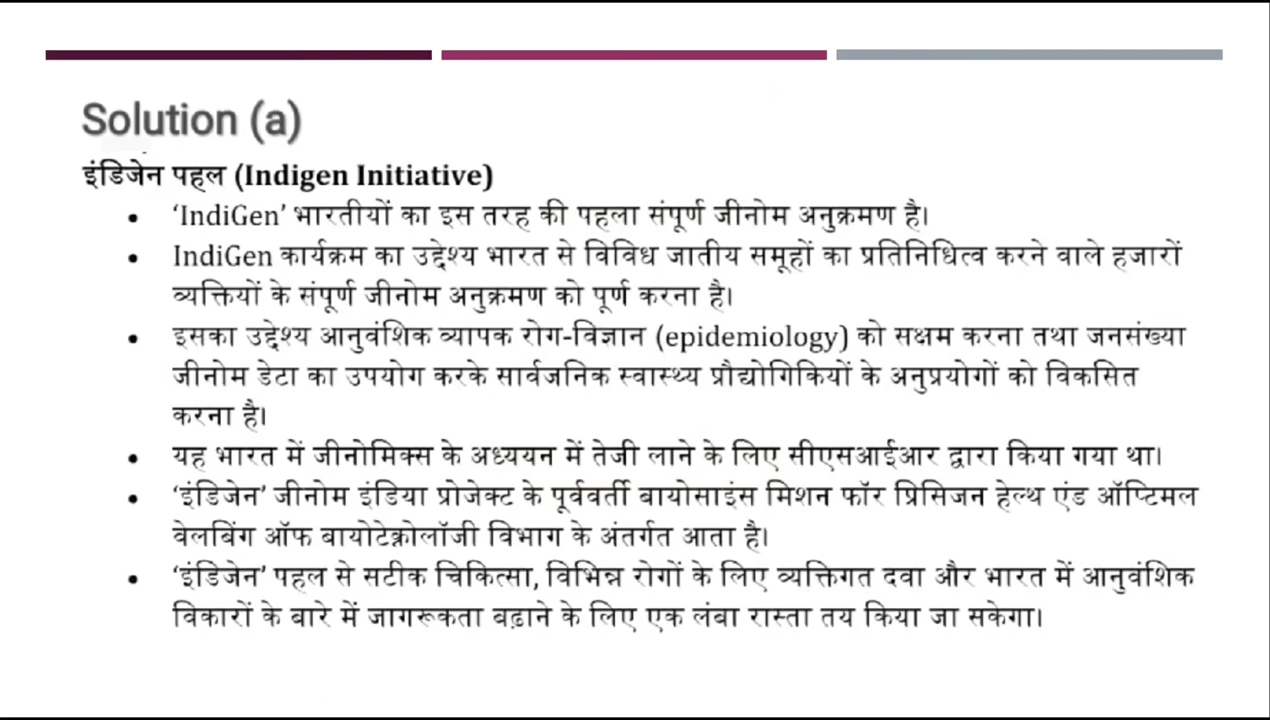 Solution (a)
इंडिजेन पहल (Indigen Initiative)
• ‘IndiGen’ भारतीयों का इस तरह की पहला संपूर्ण जीनोम अनुक्रमण है।
• IndiGen कार्यक्रम का उद्देश्य भारत से विविध जातीय समूहों का प्रतिनिधित्व करने वाले हजारों
व्यक्तियों के संपूर्ण जीनोम अनुक्रमण को पूर्ण करना है।
• इसका उद्देश्य आनुवंशिक व्यापक रोग-विज्ञान (epidemiology) को सक्षम करना तथा जनसंख्या
जीनोम डेटा का उपयोग करके सार्वजनिक स्वास्थ्य प्रौद्योगिकियों के अनुप्रयोगों को विकसित
करना है।
• यह भारत में जीनोमिक्स के अध्ययन में तेजी लाने के लिए सीएसआईआर द्वारा किया गया था।
• ‘इंडिजेन’ जीनोम इंडिया प्रोजेक्ट के पूर्ववर्ती बायोसाइंस मिशन फॉर प्रिसिजन हेल्थ एंड ऑप्टिमल
वेलबिंग ऑफ बायोटेक्नोलॉजी विभाग के अंतर्गत आता है।
• ‘इंडिजेन’ पहल से सटीक चिकित्सा, विभिन्न रोगों के लिए व्यक्तिगत दवा और भारत में आनुवंशिक
विकारों के बारे में जागरूकता बढ़ाने के लिए एक लंबा रास्ता तय किया जा सकेगा।